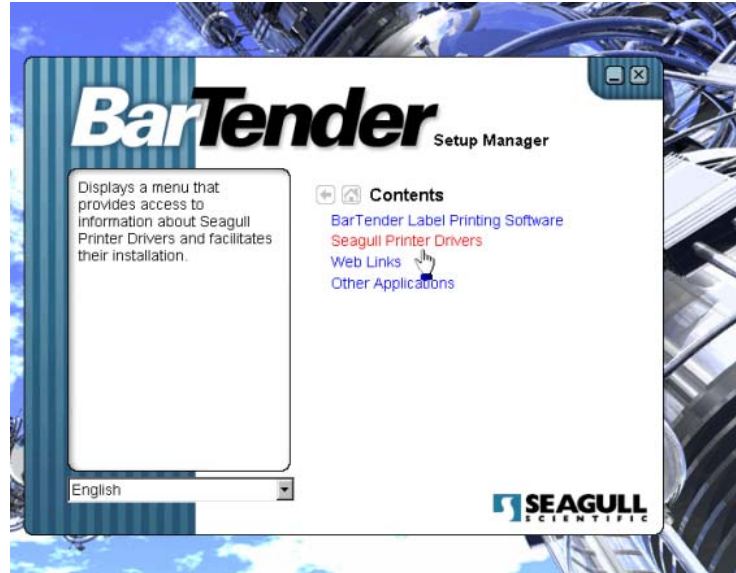 BarTender
Setup Manager
Displays a menu that
provides access to
information about Seagull
Printer Drivers and facilitates
their installation.
Contents
BarTender Label Printing Software
Seagull Printer Drivers
Web Links
Other Applications
English
SEAGULL
SCIENTIFIC